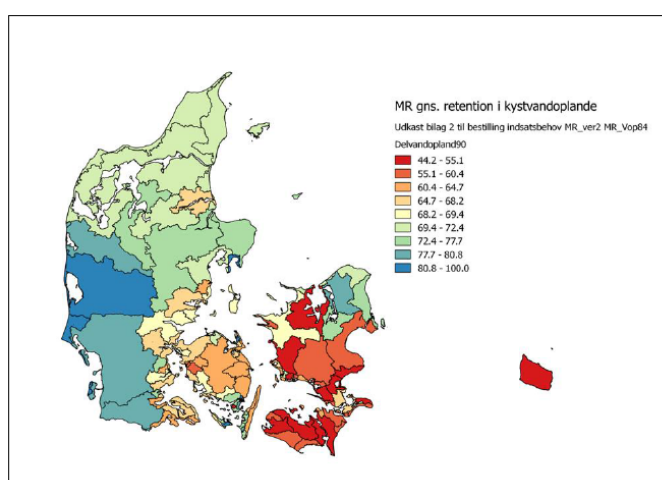 MR gns. retention i kystvandoplande
Udkast bilag 2 til bestilling indsatsbehov MR_ver2 MR_Vop84
Delvandopland90
44.2 - 55.1
55.1 - 60.4
60.4 - 64.7
64.7 - 68.2
68.2 - 69.4
69.4 - 72.4
72.4 - 77.7
77.7 - 80.8
80.8 - 100.0